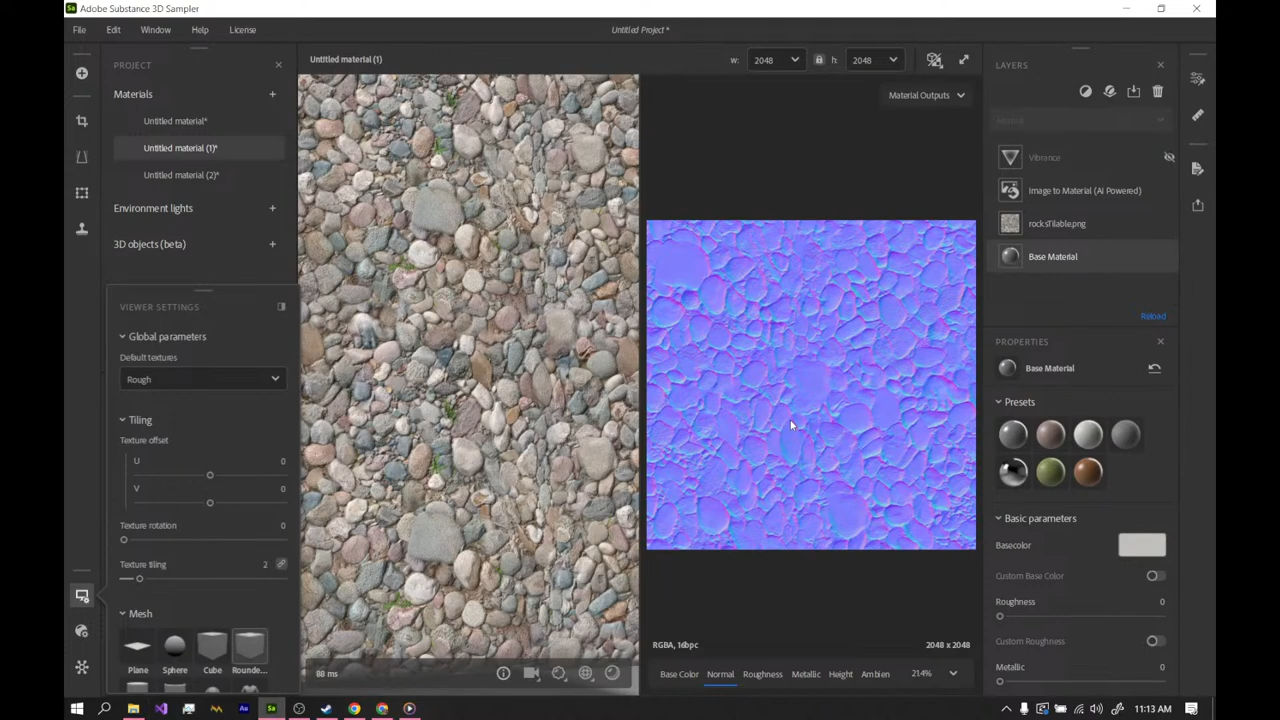 Sa Adobe Substance 3D Sampler
File Edit Window Help License
Untitled Project *
PROJECT
Materials
Untitled material*
Untitled material (1)*
Untitled material (2)*
Environment lights
3D objects (beta)
VIEWER SETTINGS
Global parameters
Default textures
Rough
Tiling
Texture offset
U 0
V 0
Texture rotation 0
Texture tiling 2
Mesh
Plane Sphere Cube Rounde...
Untitled material (1)
w: 2048 h: 2048
Material Outputs
88 ms
RGBA, 16bpc 2048 x 2048
Base Color Normal Roughness Metallic Height Ambien 21.4%
LAYERS
Normal
Vibrance
Image to Material (AI Powered)
rocksTilable.png
Base Material
Reload
PROPERTIES
Base Material
Presets
Basic parameters
Basecolor
Custom Base Color
Roughness 0
Custom Roughness
Metallic 0
Au Sa
11:13 AM